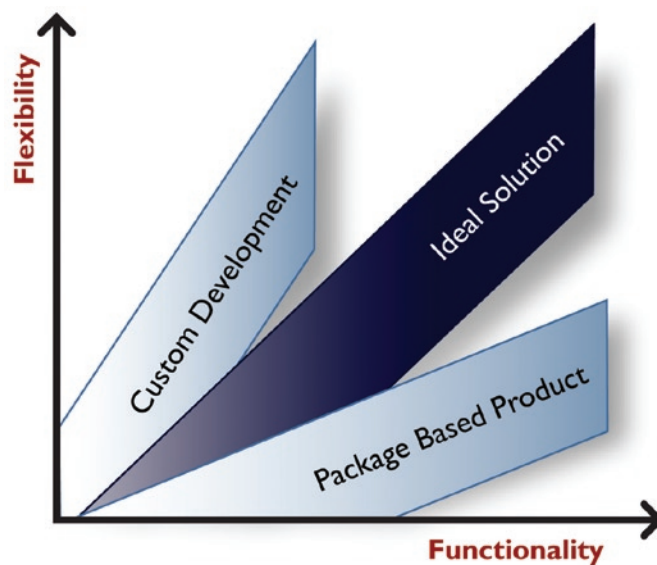 Flexibility
Custom Development
Ideal Solution
Package Based Product
Functionality